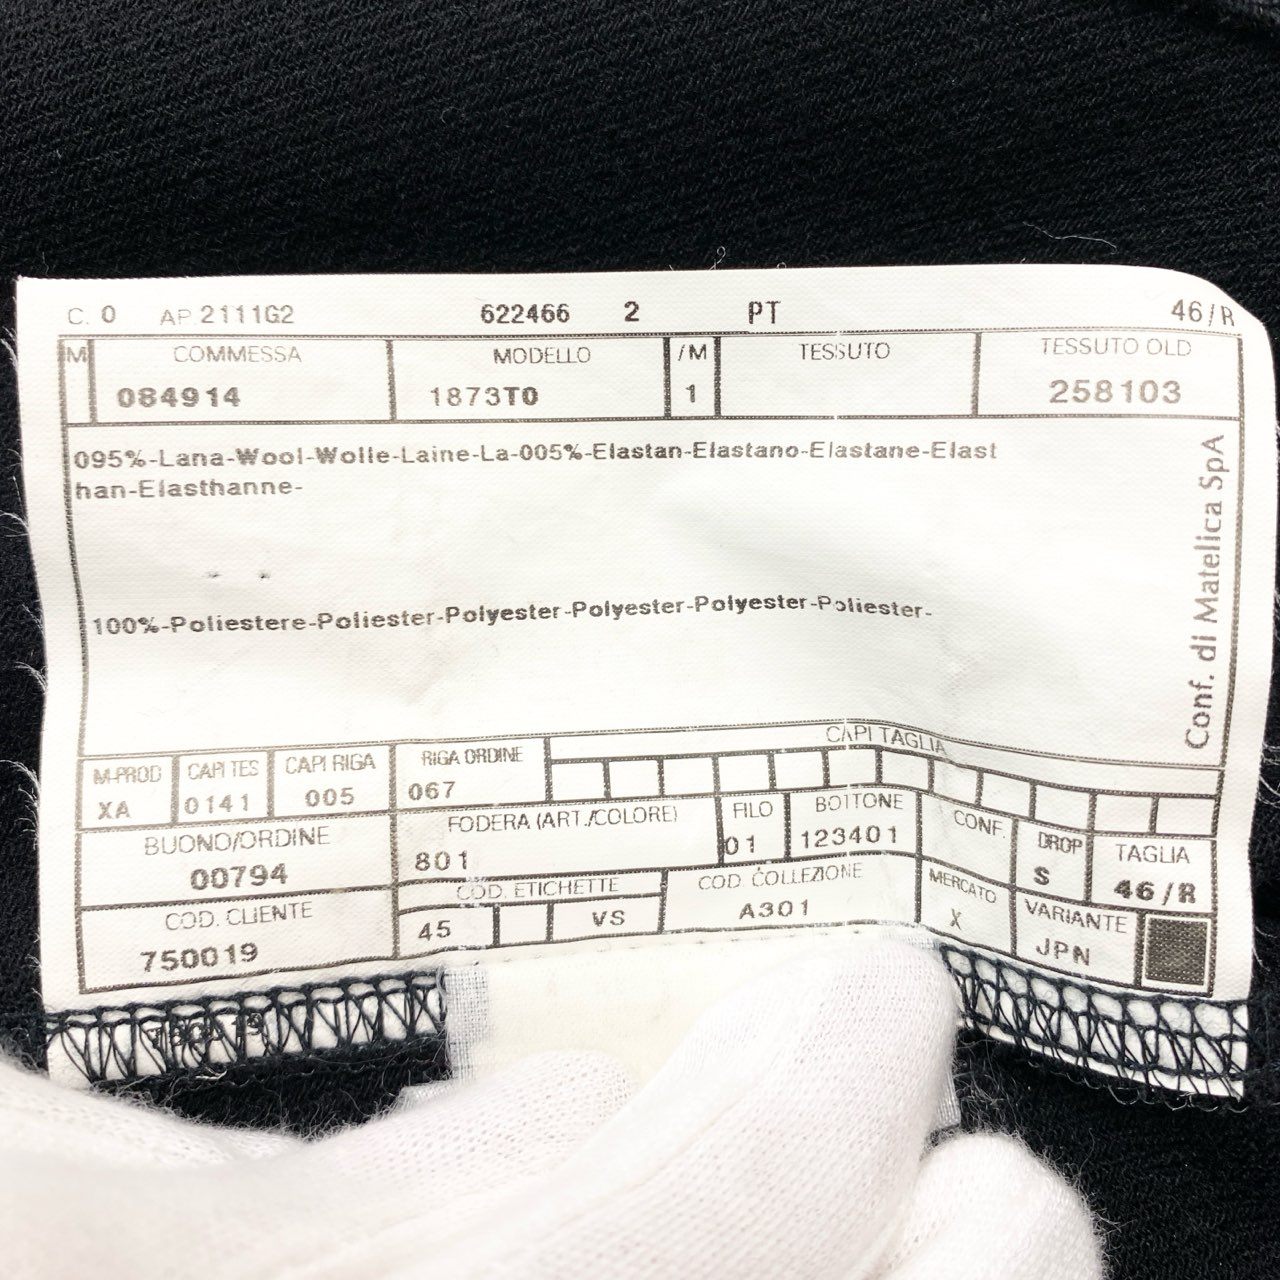 C. 0 AP 2111G2 622466 2 PT 46/R
M COMMESSA MODELLO /M TESSUTO TESSUTO OLD
084914 1873T0 1 258103
095%-Lana-Wool-Wolle-Laine-La-005%-Elastan-Elastano-Elastane-Elast
han-Elasthanne-
100%-Poliestere-Poliester-Polyester-Polyester-Polyester-Poliester-
Conf. di Matelica SpA
M-PROD CAPI TES CAPI RIGA RIGA ORDINE CAPI TAGLIA
XA 0141 005 067
BUONO/ORDINE FODERA (ART./COLORE) FILO BOTTONE CONF. DROP TAGLIA
00794 801 01 123401 S 46/R
COD. CLIENTE COD. ETICHETTE COD COLLEZIONE MERCATO VARIANTE
750019 45 VS A301 X JPN